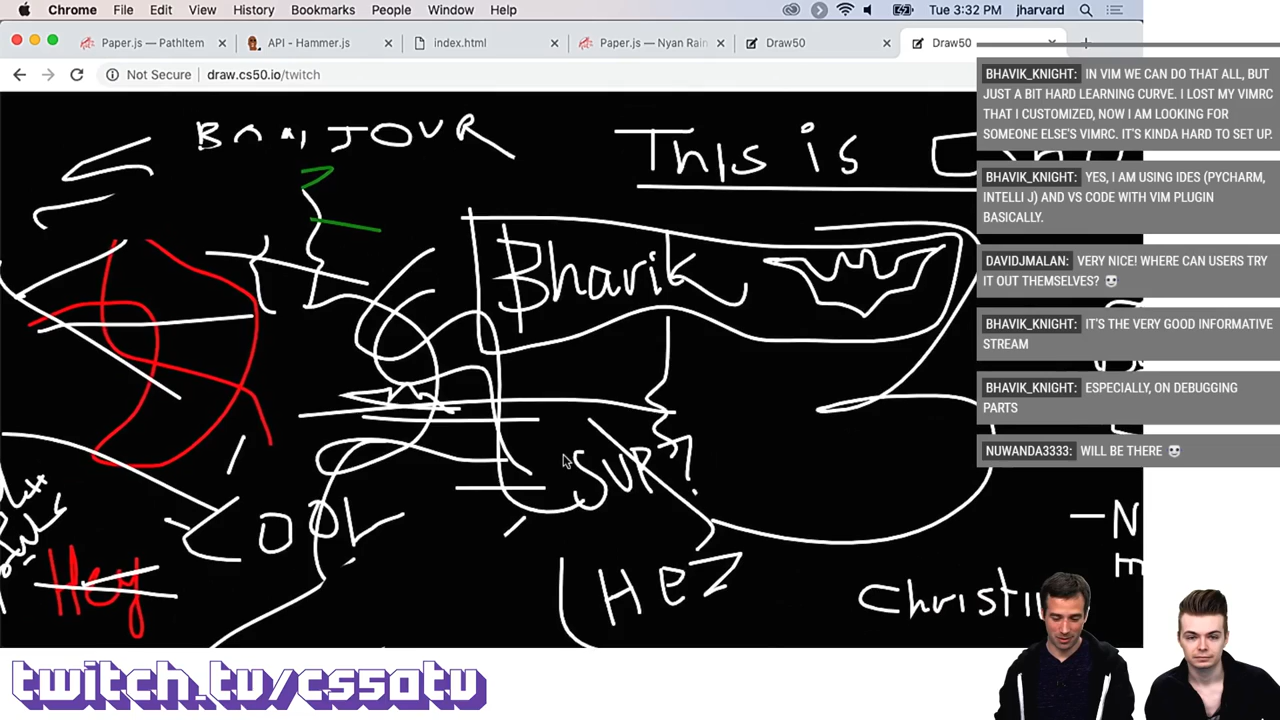 Chrome File Edit View History Bookmarks People Window Help Tue 3:32 PM jharvard
Paper.js — PathItem API - Hammer.js index.html Paper.js — Nyan Rain Draw50 Draw50
Not Secure draw.cs50.io/twitch
BHAVIK_KNIGHT: IN VIM WE CAN DO THAT ALL, BUT
JUST A BIT HARD LEARNING CURVE. I LOST MY VIMRC
THAT I CUSTOMIZED, NOW I AM LOOKING FOR
SOMEONE ELSE'S VIMRC. IT'S KINDA HARD TO SET UP.
BHAVIK_KNIGHT: YES, I AM USING IDES (PYCHARM,
INTELLI J) AND VS CODE WITH VIM PLUGIN
BASICALLY.
DAVIDJMALAN: VERY NICE! WHERE CAN USERS TRY
IT OUT THEMSELVES?
BHAVIK_KNIGHT: IT'S THE VERY GOOD INFORMATIVE
STREAM
BHAVIK_KNIGHT: ESPECIALLY, ON DEBUGGING
PARTS
NUWANDA3333: WILL BE THERE
THIS is
Bhavik
SUP?
COOL
Hey
HEZ
twitch.tv/cs50tv